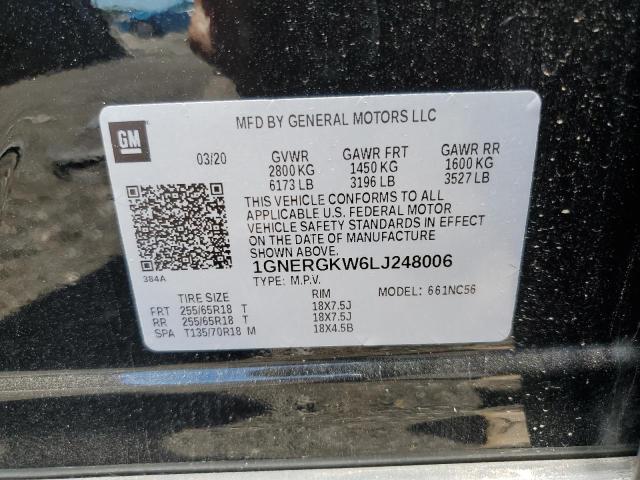 MFD BY GENERAL MOTORS LLC
GM
03/20 GVWR GAWR FRT GAWR RR
2800 KG 1450 KG 1600 KG
6173 LB 3196 LB 3527 LB
THIS VEHICLE CONFORMS TO ALL
APPLICABLE U.S. FEDERAL MOTOR
VEHICLE SAFETY STANDARDS IN EFFECT
ON THE DATE OF MANUFACTURE
SHOWN ABOVE.
1GNERGKW6LJ248006
384A
TYPE: M.P.V. MODEL: 661NC56
TIRE SIZE RIM
FRT 255/65R18 T 18X7.5J
RR 255/65R18 T 18X7.5J
SPA T135/70R18 M 18X4.5B